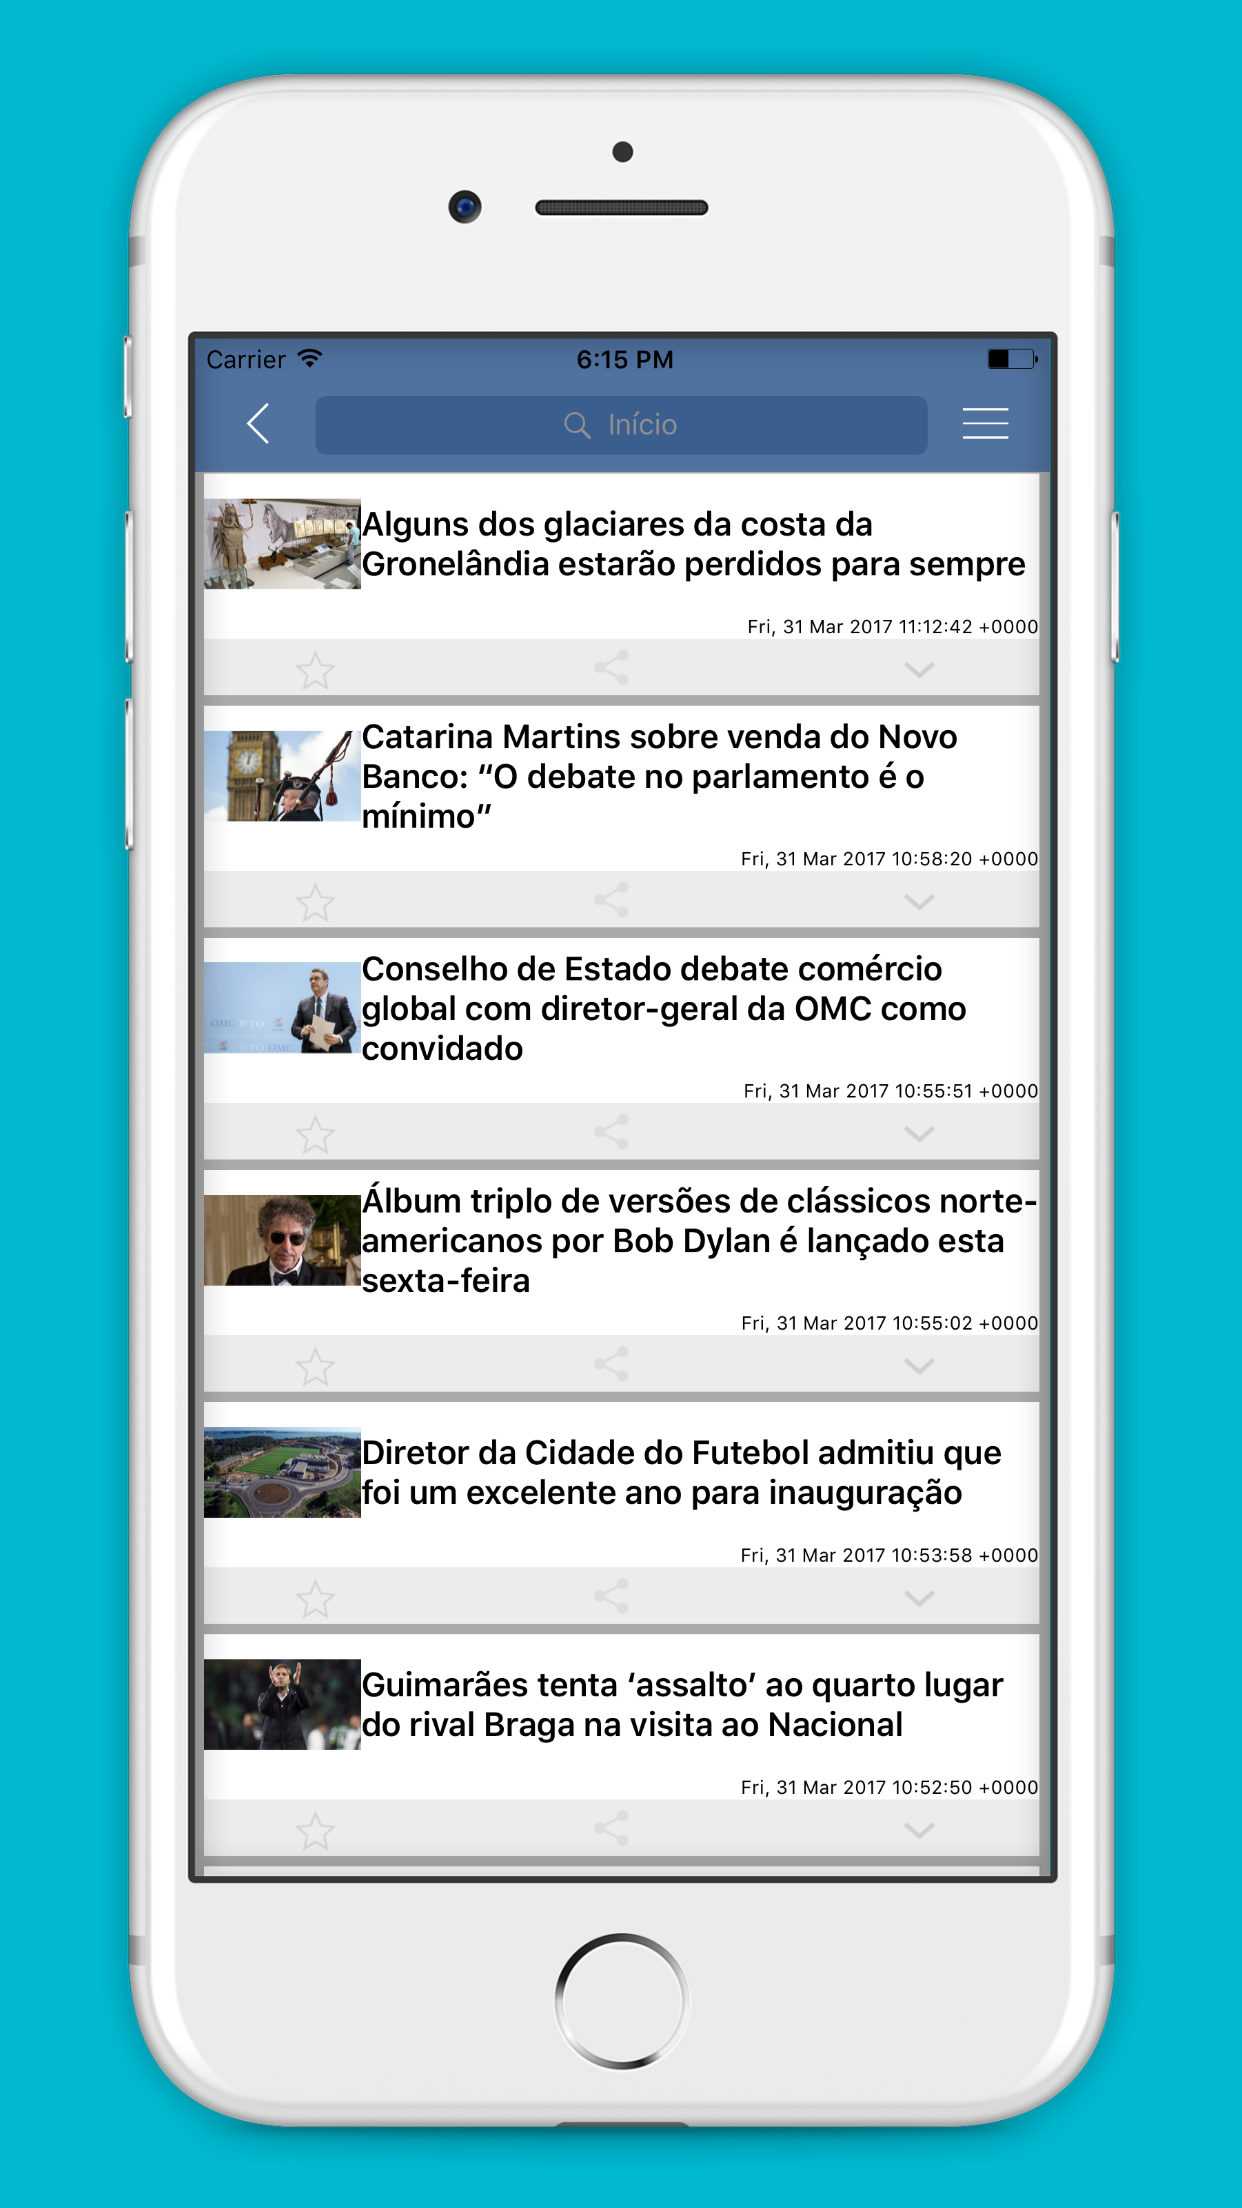 Carrier 6:15 PM
Início
Alguns dos glaciares da costa da
Gronelândia estarão perdidos para sempre
Fri, 31 Mar 2017 11:12:42 +0000
Catarina Martins sobre venda do Novo
Banco: “O debate no parlamento é o
mínimo”
Fri, 31 Mar 2017 10:58:20 +0000
Conselho de Estado debate comércio
global com diretor-geral da OMC como
convidado
OMC WTO
WTO OMC
Fri, 31 Mar 2017 10:55:51 +0000
Álbum triplo de versões de clássicos norte-
americanos por Bob Dylan é lançado esta
sexta-feira
Fri, 31 Mar 2017 10:55:02 +0000
Diretor da Cidade do Futebol admitiu que
foi um excelente ano para inauguração
Fri, 31 Mar 2017 10:53:58 +0000
Guimarães tenta ‘assalto’ ao quarto lugar
do rival Braga na visita ao Nacional
Fri, 31 Mar 2017 10:52:50 +0000